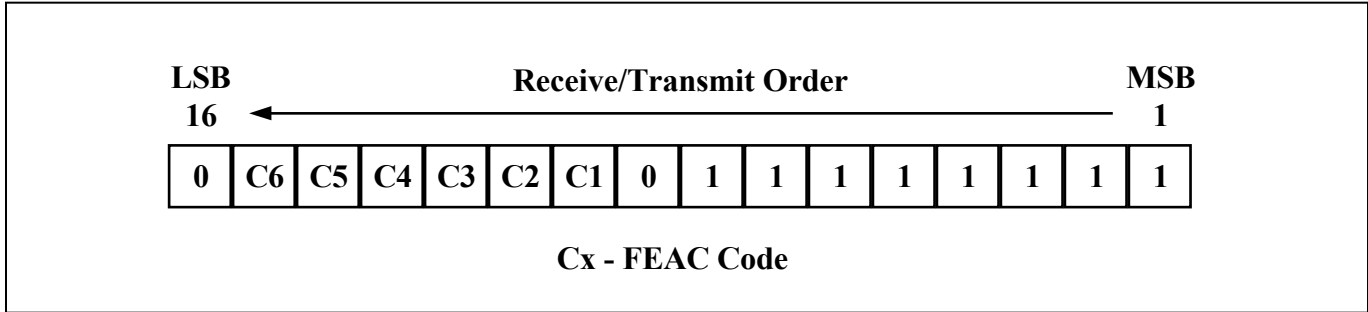 LSB Receive/Transmit Order MSB
16 1
0 C6 C5 C4 C3 C2 C1 0 1 1 1 1 1 1 1 1
Cx - FEAC Code